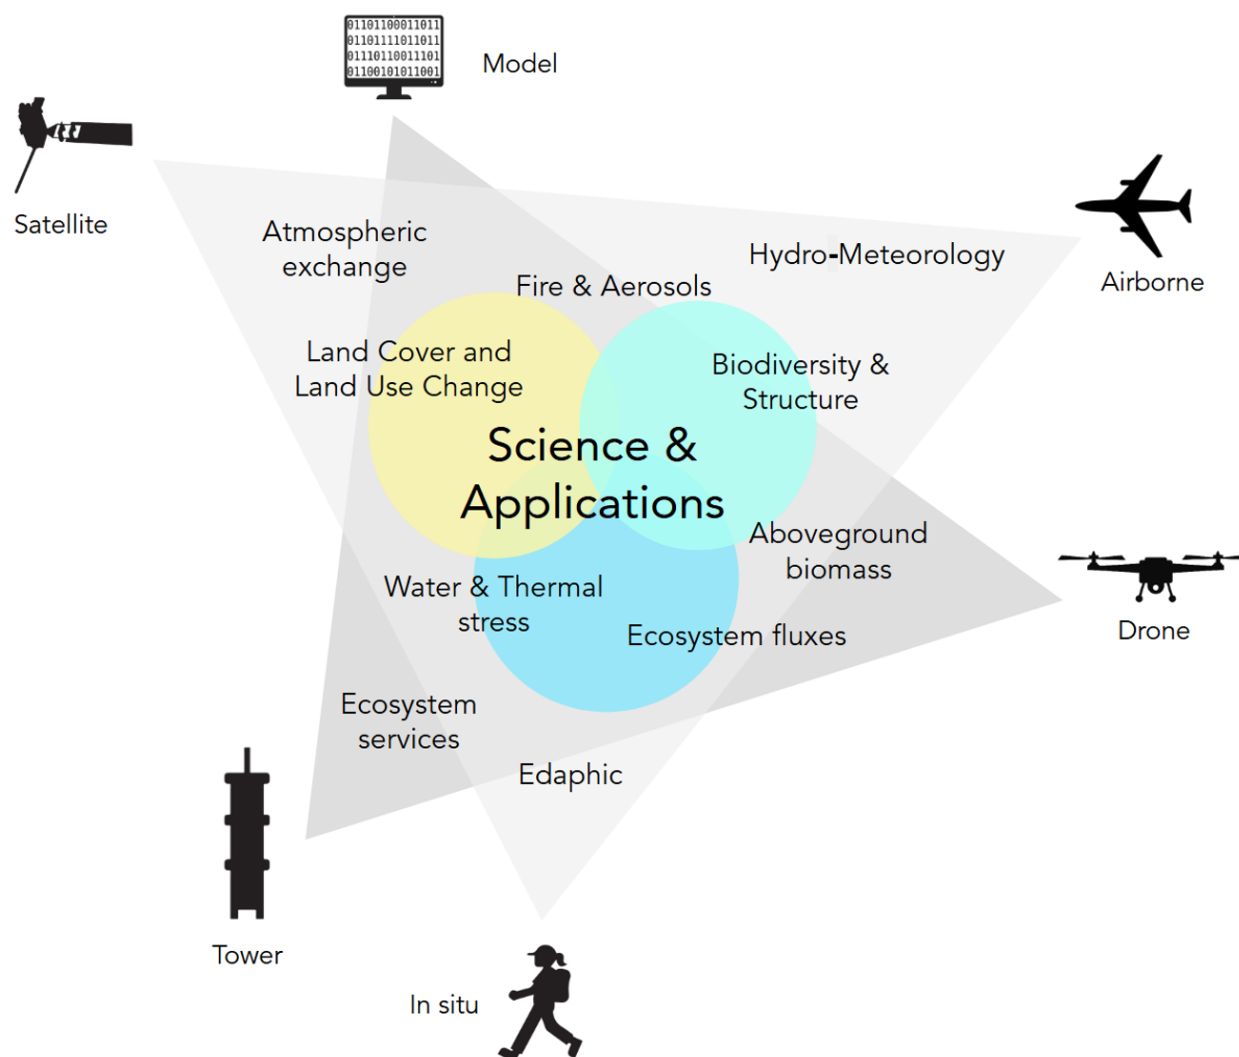 01101100011011
01101111011011
01110110011101
01100101011001
Model
Satellite
Atmospheric
exchange
Hydro-Meteorology
Airborne
Fire & Aerosols
Land Cover and
Land Use Change
Biodiversity &
Structure
Science &
Applications
Aboveground
biomass
Water & Thermal
stress
Ecosystem fluxes
Drone
Ecosystem
services
Edaphic
Tower
In situ